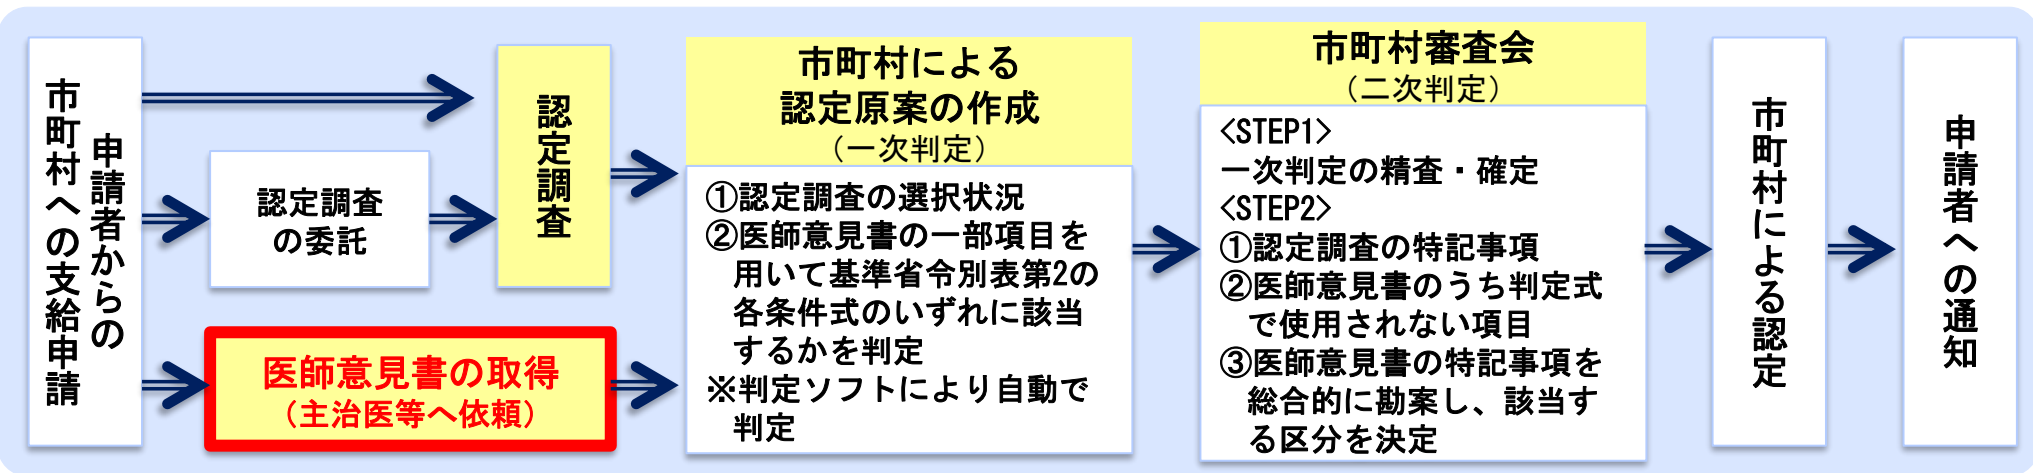 申請者からの
市町村への支給申請
認定調査
の委託
医師意見書の取得
（主治医等へ依頼）
認定調査
市町村による
認定原案の作成
（一次判定）
①認定調査の選択状況
②医師意見書の一部項目を
用いて基準省令別表第2の
各条件式のいずれに該当
するかを判定
※判定ソフトにより自動で
判定
市町村審査会
（二次判定）
<STEP1>
一次判定の精査・確定
<STEP2>
①認定調査の特記事項
②医師意見書のうち判定式
で使用されない項目
③医師意見書の特記事項を
総合的に勘案し、該当す
る区分を決定
市町村による認定
申請者への通知